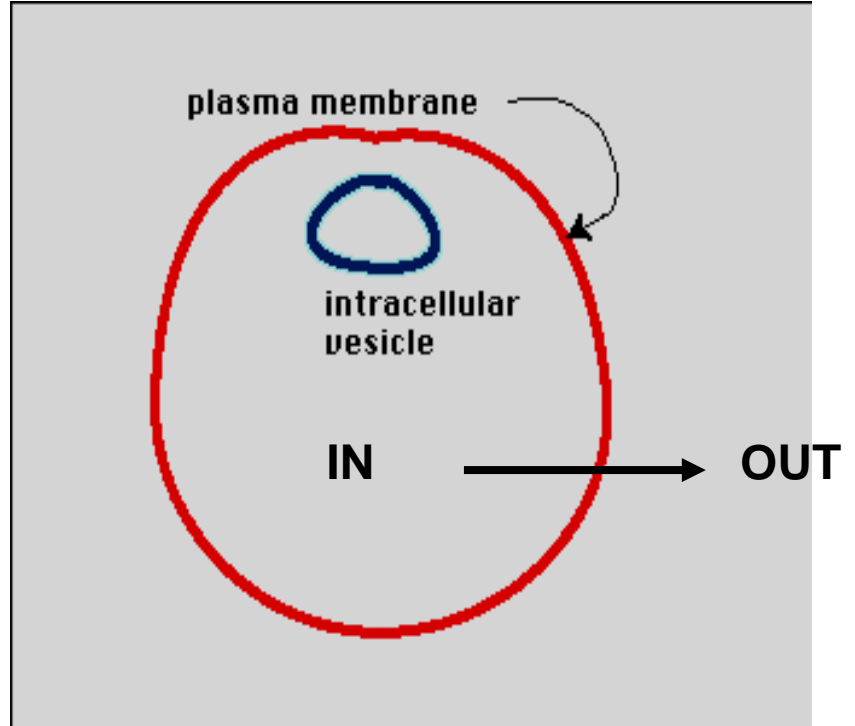 plasma membrane
intracellular
vesicle
IN
OUT